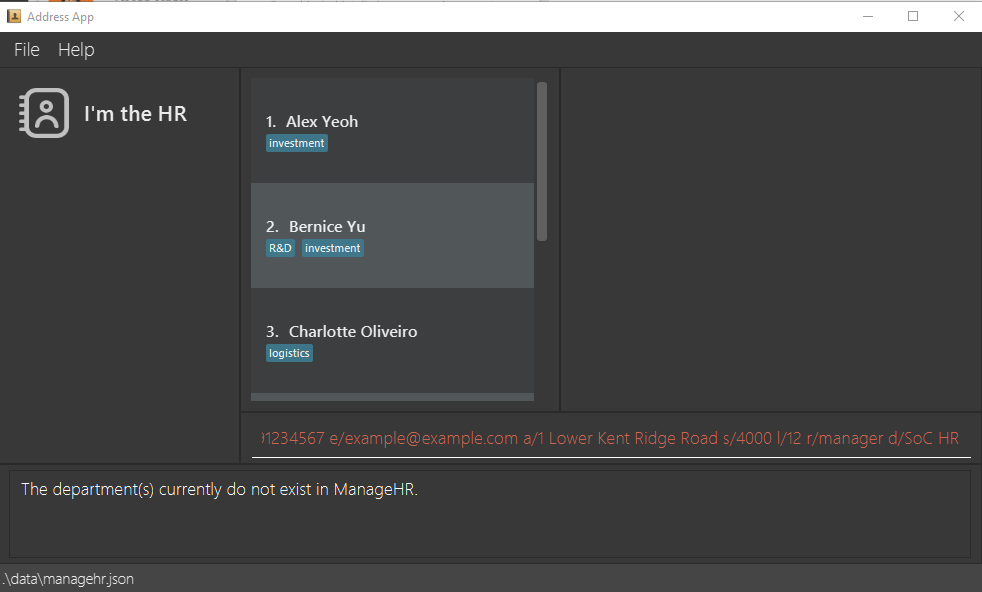 Address App
File Help
I'm the HR
1. Alex Yeoh
investment
2. Bernice Yu
R&D investment
3. Charlotte Oliveiro
logistics
1234567 e/example@example.com a/1 Lower Kent Ridge Road s/4000 l/12 r/manager d/SoC HR
The department(s) currently do not exist in ManageHR.
.\data\managehr.json